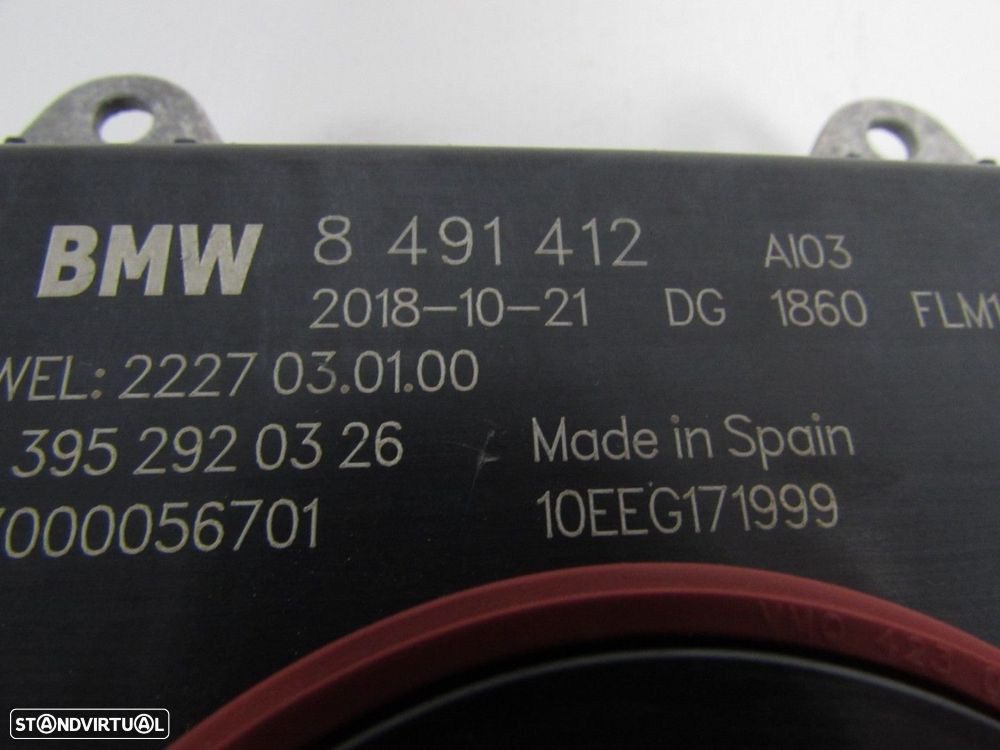 BMW 8 491 412 AI03
2018-10-21 DG 1860 FLM1
WEL: 2227 03.01.00
395 292 03 26 Made in Spain
000056701 10EEG171999
423
STANDVIRTUAL